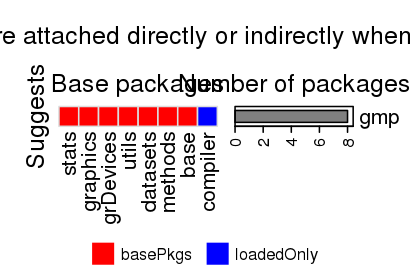 re attached directly or indirectly when
Base packages
Number of packages
Suggests
gmp
0 2 4 6 8
stats
graphics
grDevices
utils
datasets
methods
base
compiler
basePkgs
loadedOnly